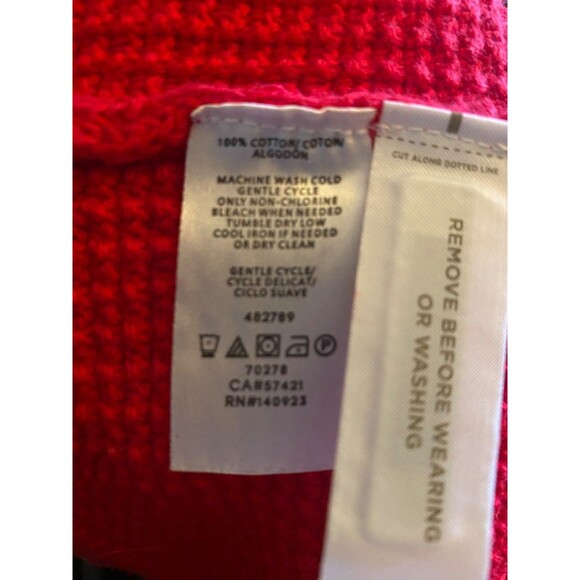 100% COTTON/ COTON/
ALGODÓN
MACHINE WASH COLD
GENTLE CYCLE
ONLY NON-CHLORINE
BLEACH WHEN NEEDED
TUMBLE DRY LOW
COOL IRON IF NEEDED
OR DRY CLEAN
GENTLE CYCLE/
CYCLE DELICAT/
CICLO SUAVE
482789
P
70278
CA#57421
RN#140923
CUT ALONG DOTTED LINE
REMOVE BEFORE WEARING
OR WASHING